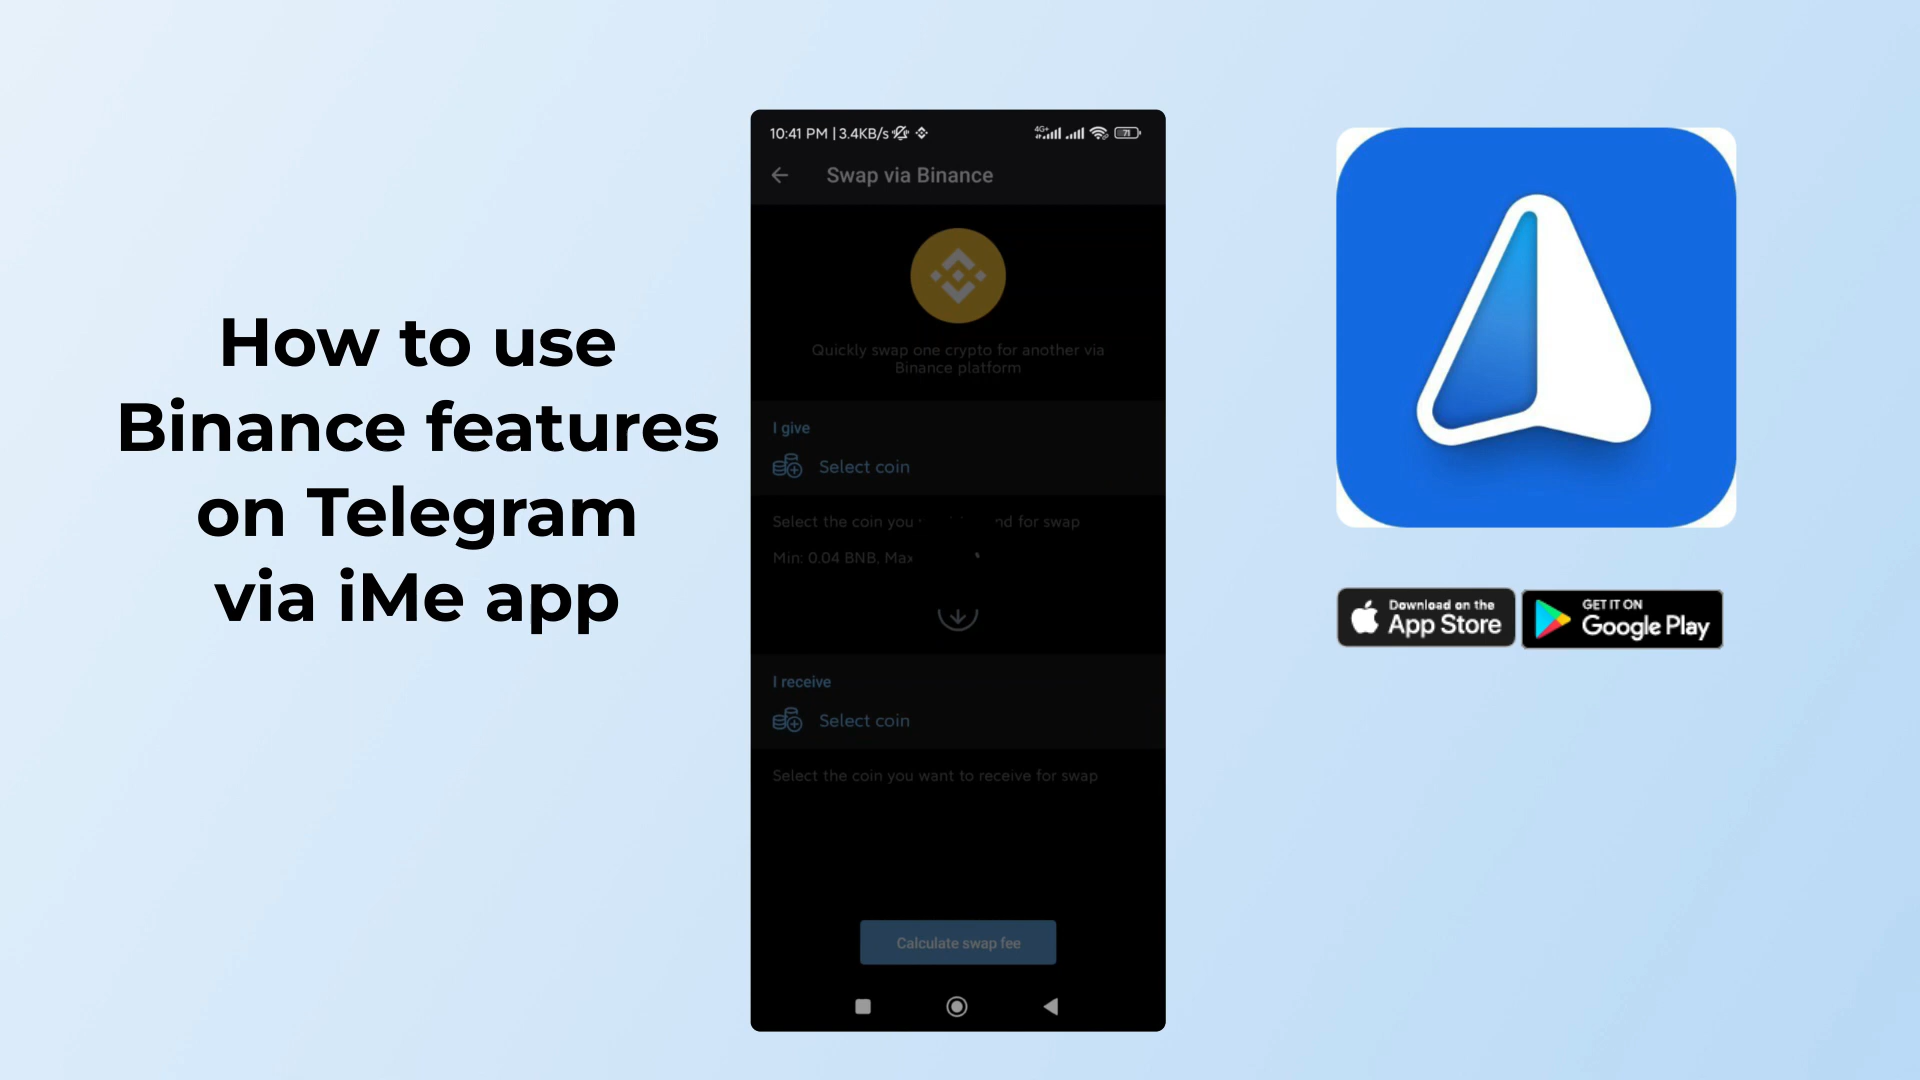 How to use
Binance features
on Telegram
via iMe app
10:41 PM | 3.4KB/s
4G+
71
Swap via Binance
Quickly swap one crypto for another via
Binance platform
I give
Select coin
Select the coin you nd for swap
Min: 0.04 BNB, Max
I receive
Select coin
Select the coin you want to receive for swap
Calculate swap fee
Download on the
App Store
GET IT ON
Google Play